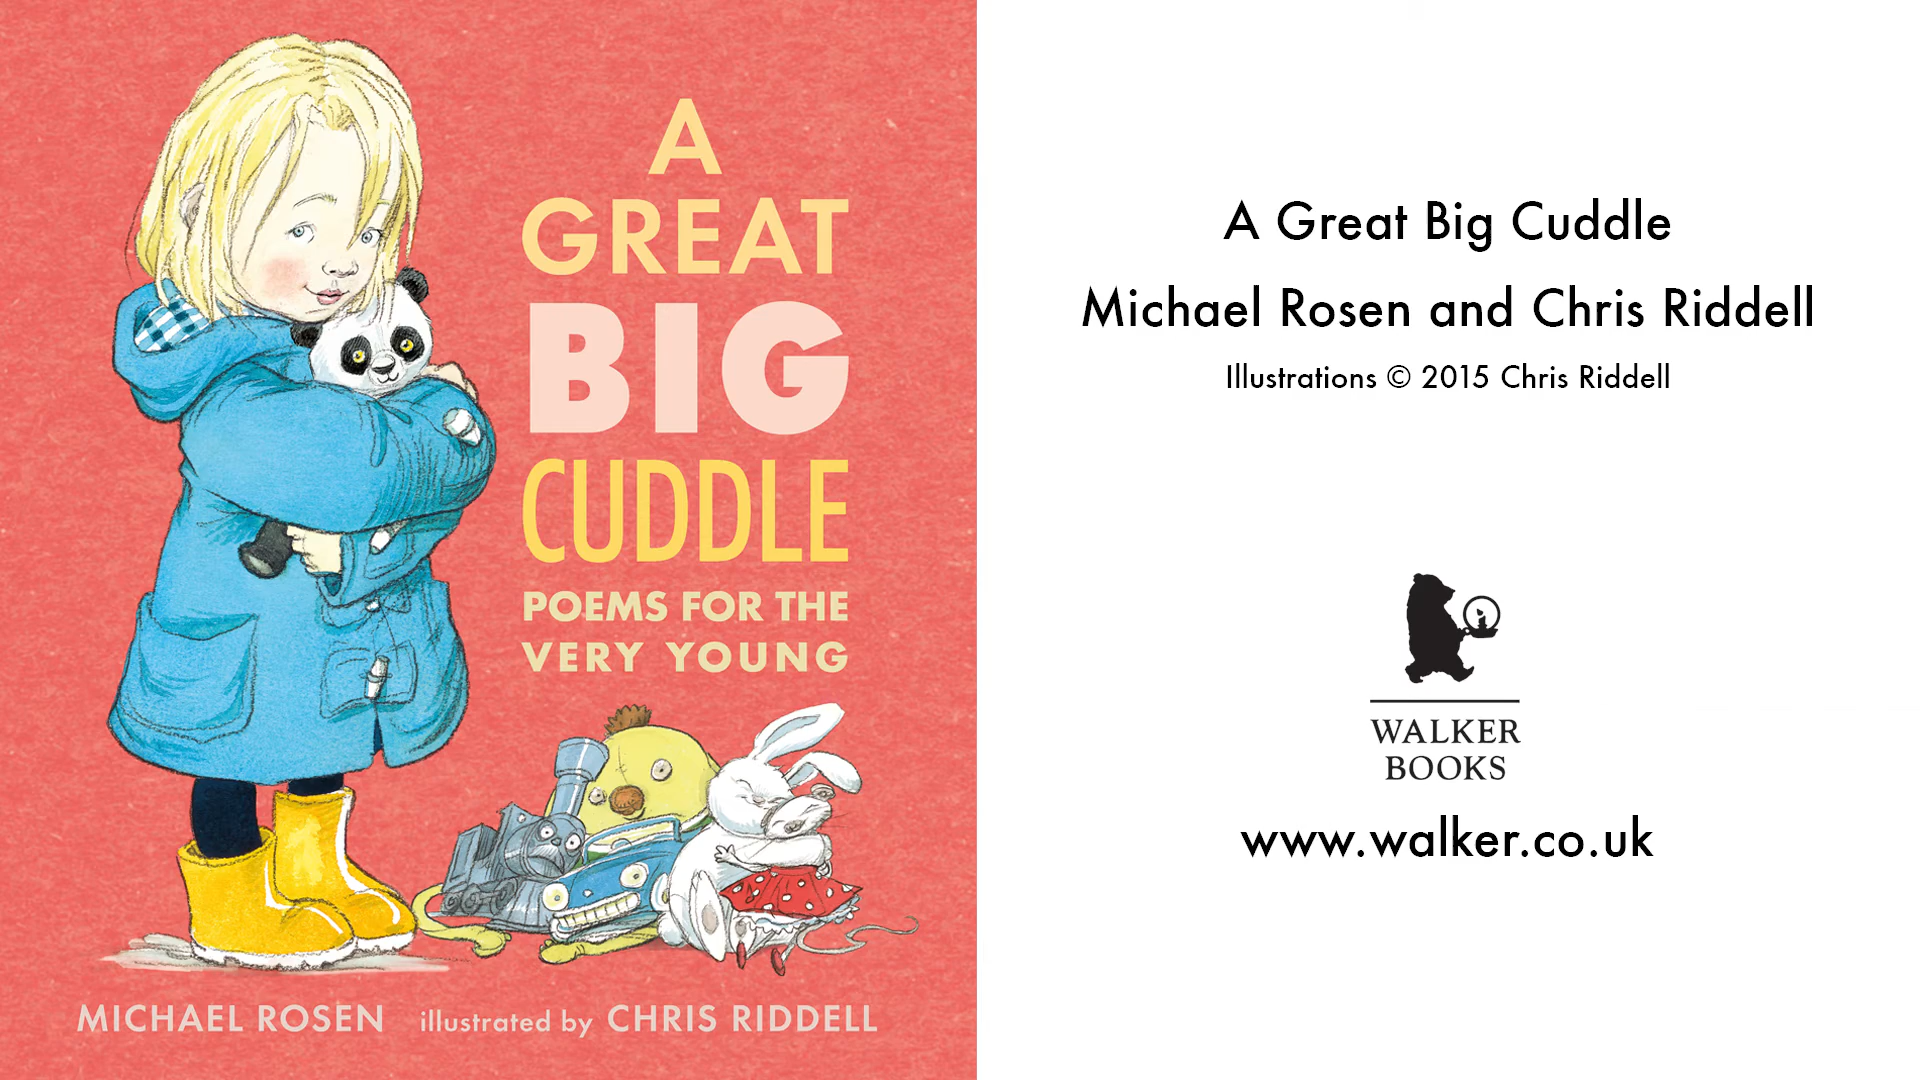 A
GREAT
BIG
CUDDLE
POEMS FOR THE
VERY YOUNG
MICHAEL ROSEN illustrated by CHRIS RIDDELL
A Great Big Cuddle
Michael Rosen and Chris Riddell
Illustrations © 2015 Chris Riddell
WALKER
BOOKS
www.walker.co.uk